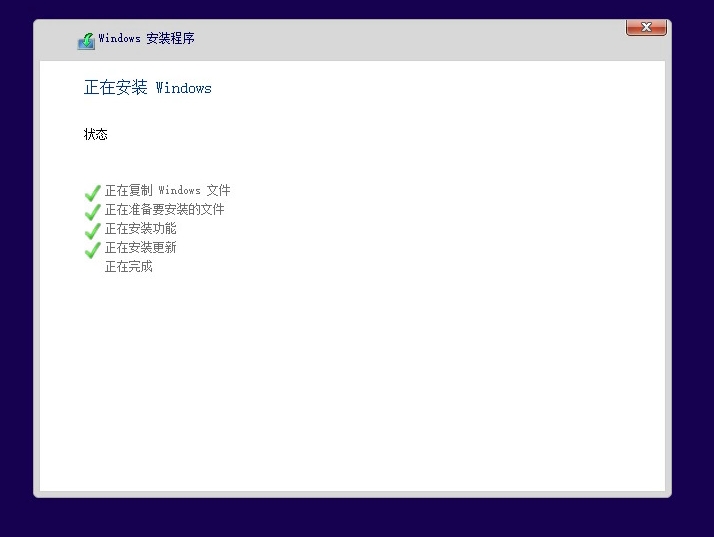 Windows 安装程序
正在安装 Windows
状态
正在复制 Windows 文件
正在准备要安装的文件
正在安装功能
正在安装更新
正在完成